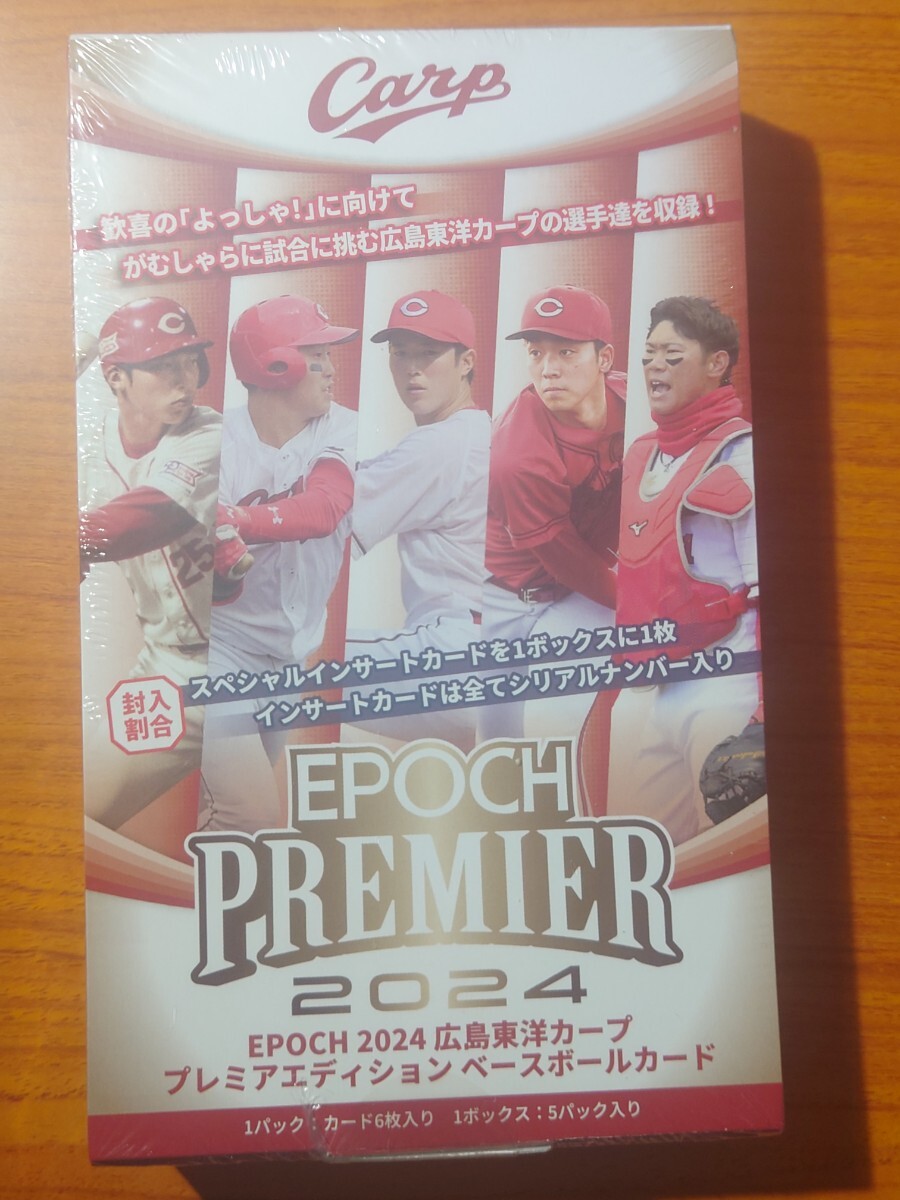 Carp
歓喜の「よっしゃ!」に向けて
がむしゃらに試合に挑む広島東洋カープの選手達を収録!
C
C
C
25
封入
割合
スペシャルインサートカードを1ボックスに1枚
インサートカードは全てシリアルナンバー入り
EPOCH
PREMIER
2024
EPOCH 2024 広島東洋カープ
プレミアエディション ベースボールカード
1パック:カード6枚入り 1ボックス:5パック入り